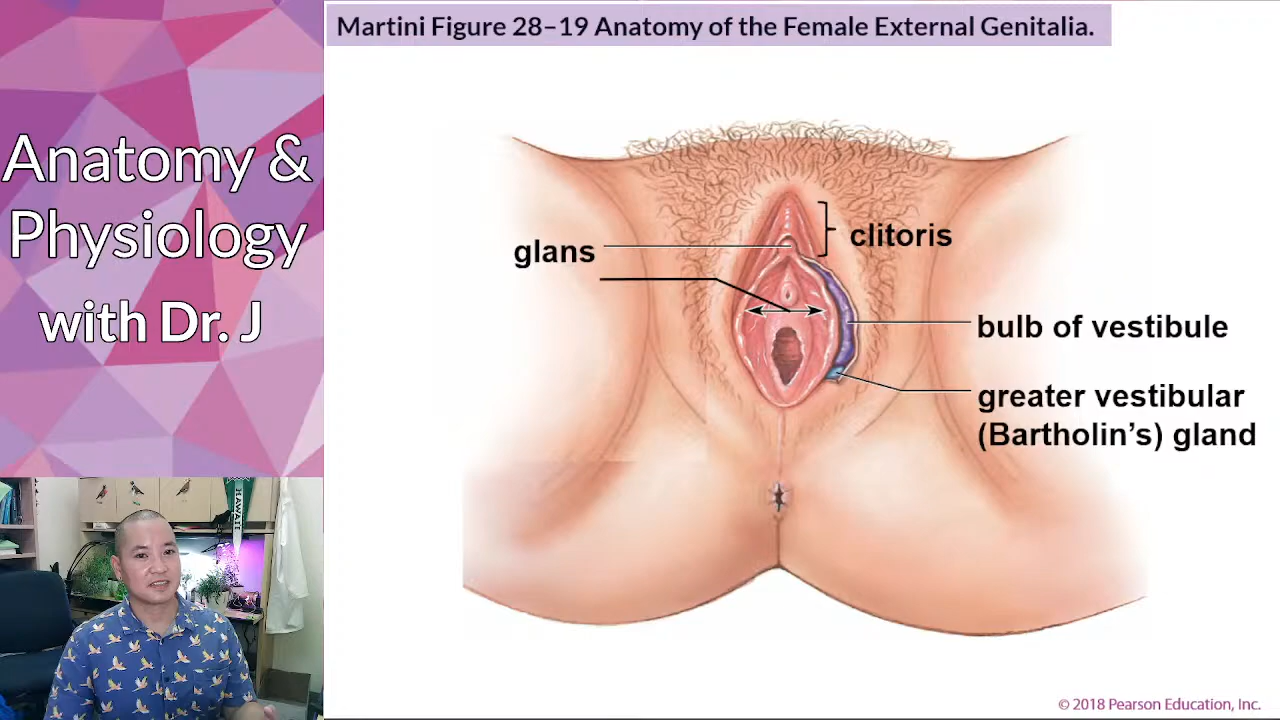 Martini Figure 28–19 Anatomy of the Female External Genitalia.
Anatomy &
Physiology
with Dr. J
glans
clitoris
bulb of vestibule
greater vestibular
(Bartholin’s) gland
HAWAII
© 2018 Pearson Education, Inc.